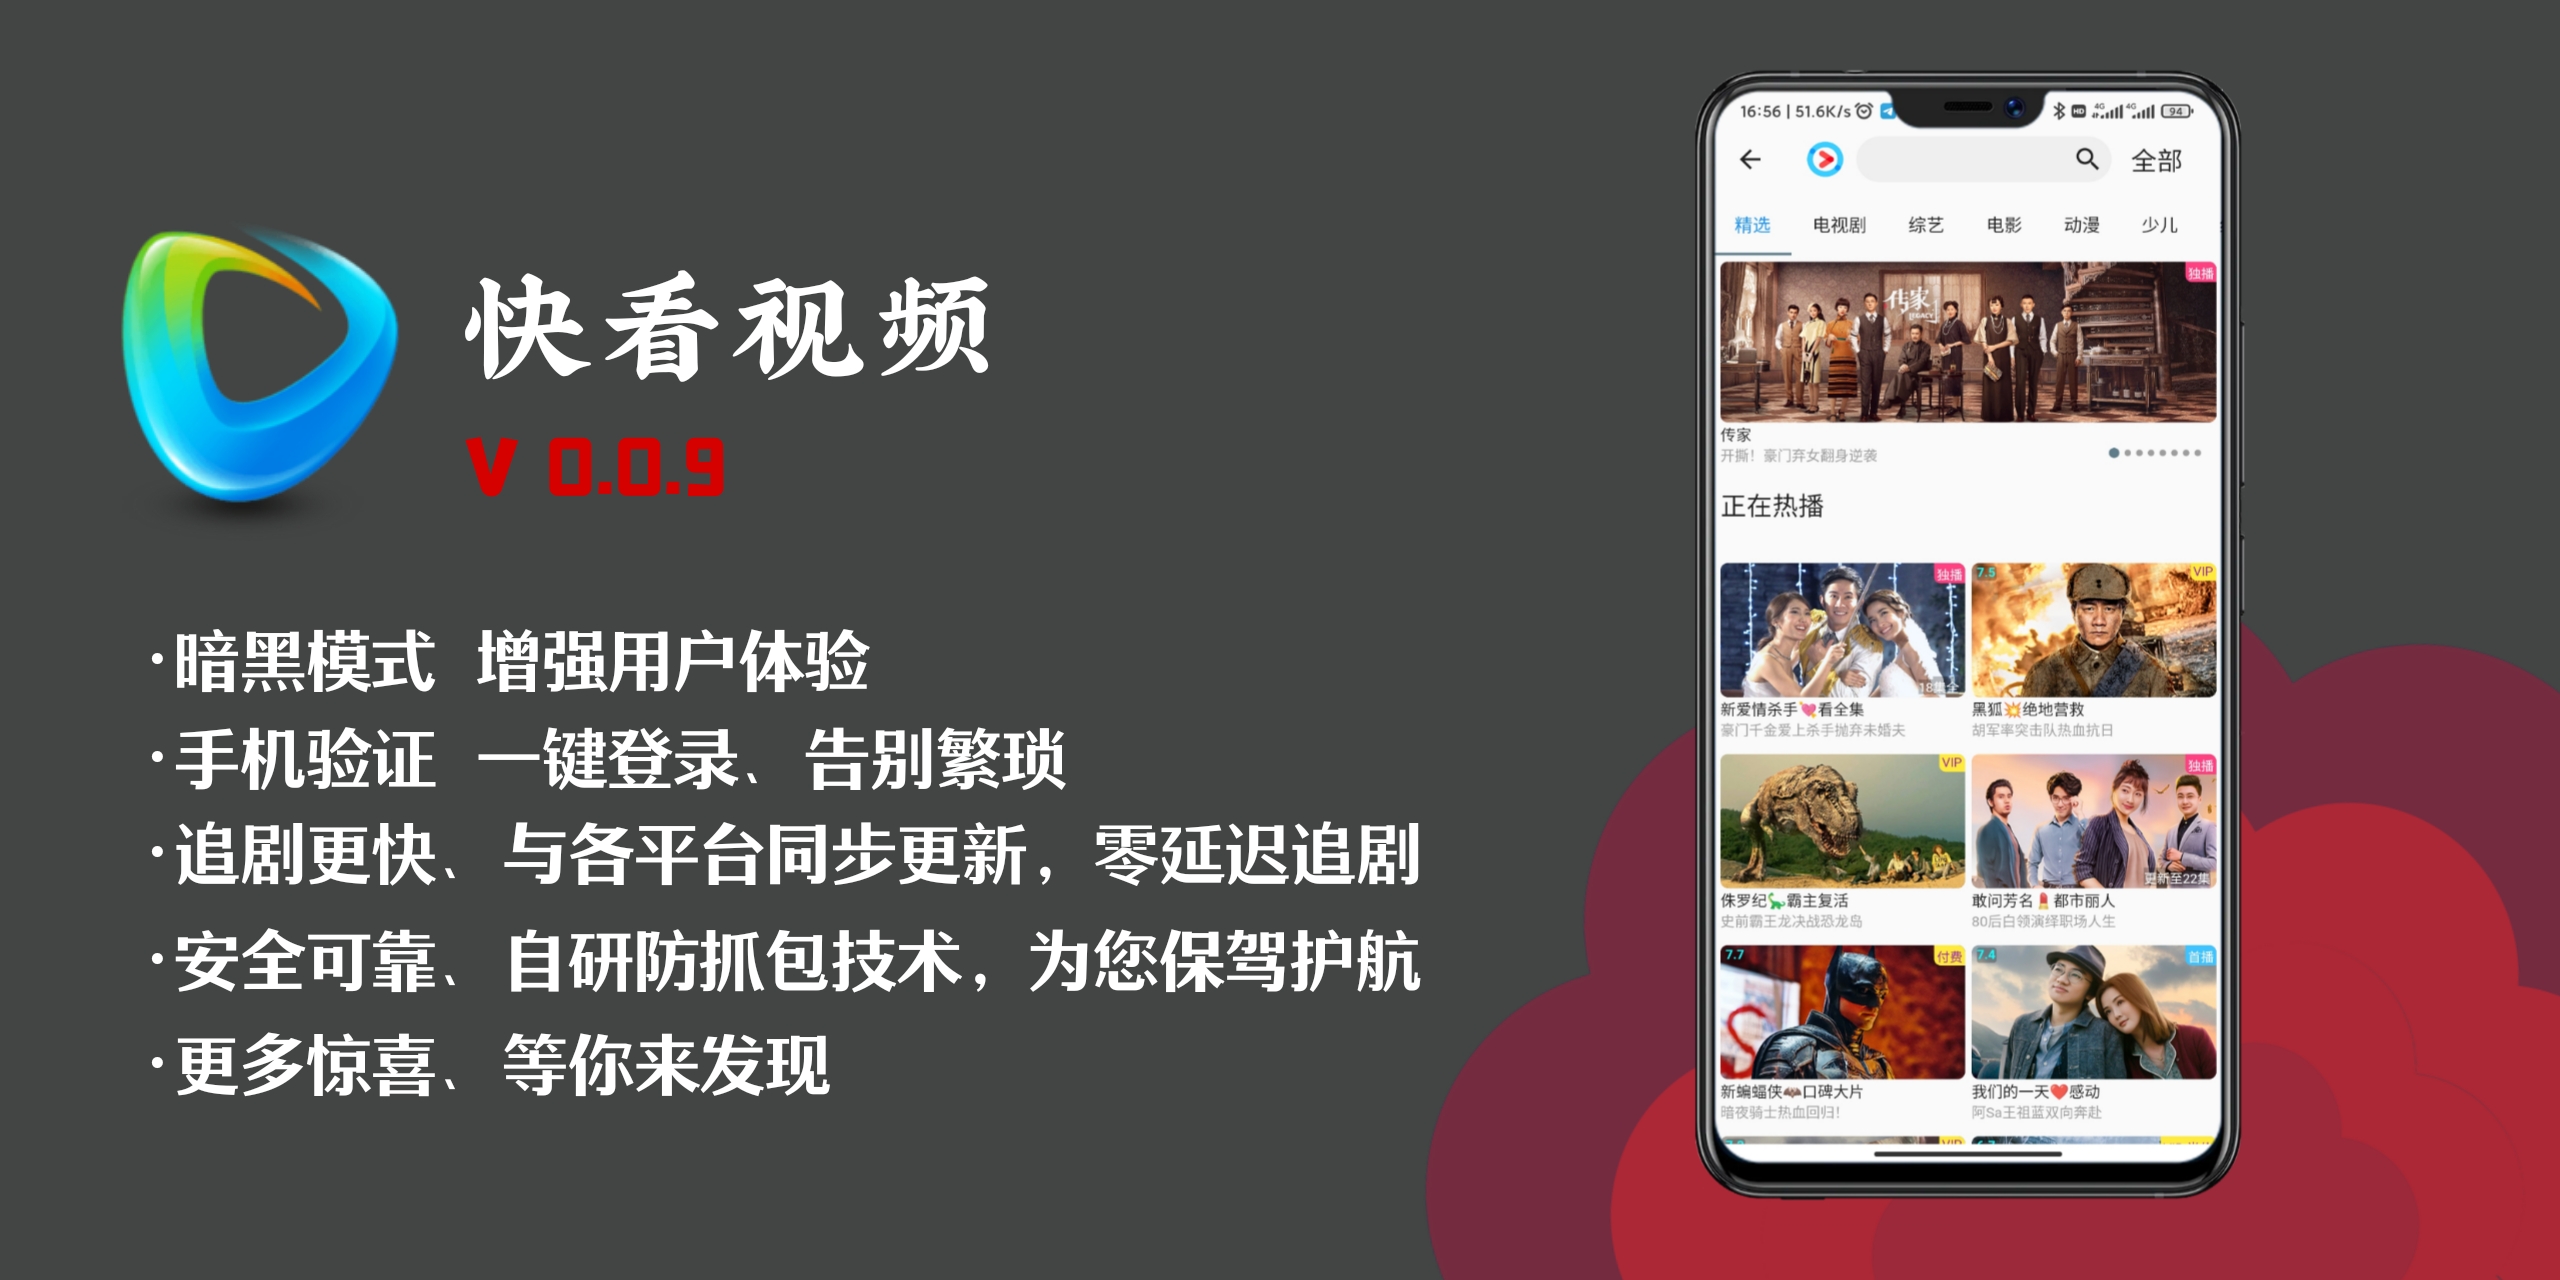 快看视频
V 0.0.9
·暗黑模式 增强用户体验
·手机验证 一键登录、告别繁琐
·追剧更快、与各平台同步更新，零延迟追剧
·安全可靠、自研防抓包技术，为您保驾护航
·更多惊喜、等你来发现
16:56 | 51.6K/s
HD 4G 4G 94
全部
精选 电视剧 综艺 电影 动漫 少儿
独播
传家
LEGACY
传家
开撕！豪门弃女翻身逆袭
正在热播
独播
18集全
7.5 VIP
新爱情杀手💘看全集
豪门千金爱上杀手抛弃未婚夫
黑狐💥绝地营救
胡军率突击队热血抗日
VIP
独播
更新至22集
侏罗纪🦕霸主复活
史前霸王龙决战恐龙岛
敢问芳名💄都市丽人
80后白领演绎职场人生
7.7 付费
7.4 首播
新蝙蝠侠🦇口碑大片
暗夜骑士热血回归！
我们的一天❤️感动
阿Sa王祖蓝双向奔赴
VIP